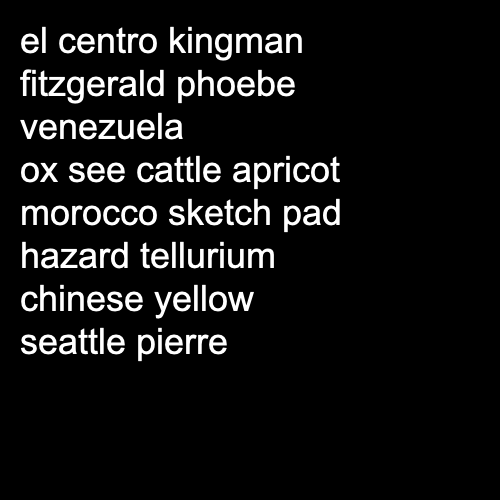 el centro kingman
fitzgerald phoebe
venezuela
ox see cattle apricot
morocco sketch pad
hazard tellurium
chinese yellow
seattle pierre